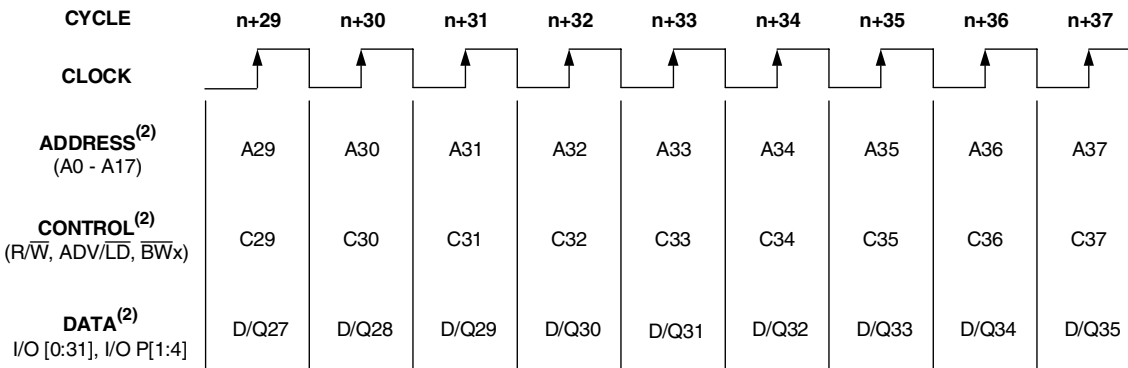 CYCLE n+29 n+30 n+31 n+32 n+33 n+34 n+35 n+36 n+37
CLOCK
ADDRESS(2) A29 A30 A31 A32 A33 A34 A35 A36 A37
(A0 - A17)
CONTROL(2) C29 C30 C31 C32 C33 C34 C35 C36 C37
(R/W̅, ADV/L̅D̅, B̅W̅x)
DATA(2) D/Q27 D/Q28 D/Q29 D/Q30 D/Q31 D/Q32 D/Q33 D/Q34 D/Q35
I/O [0:31], I/O P[1:4]